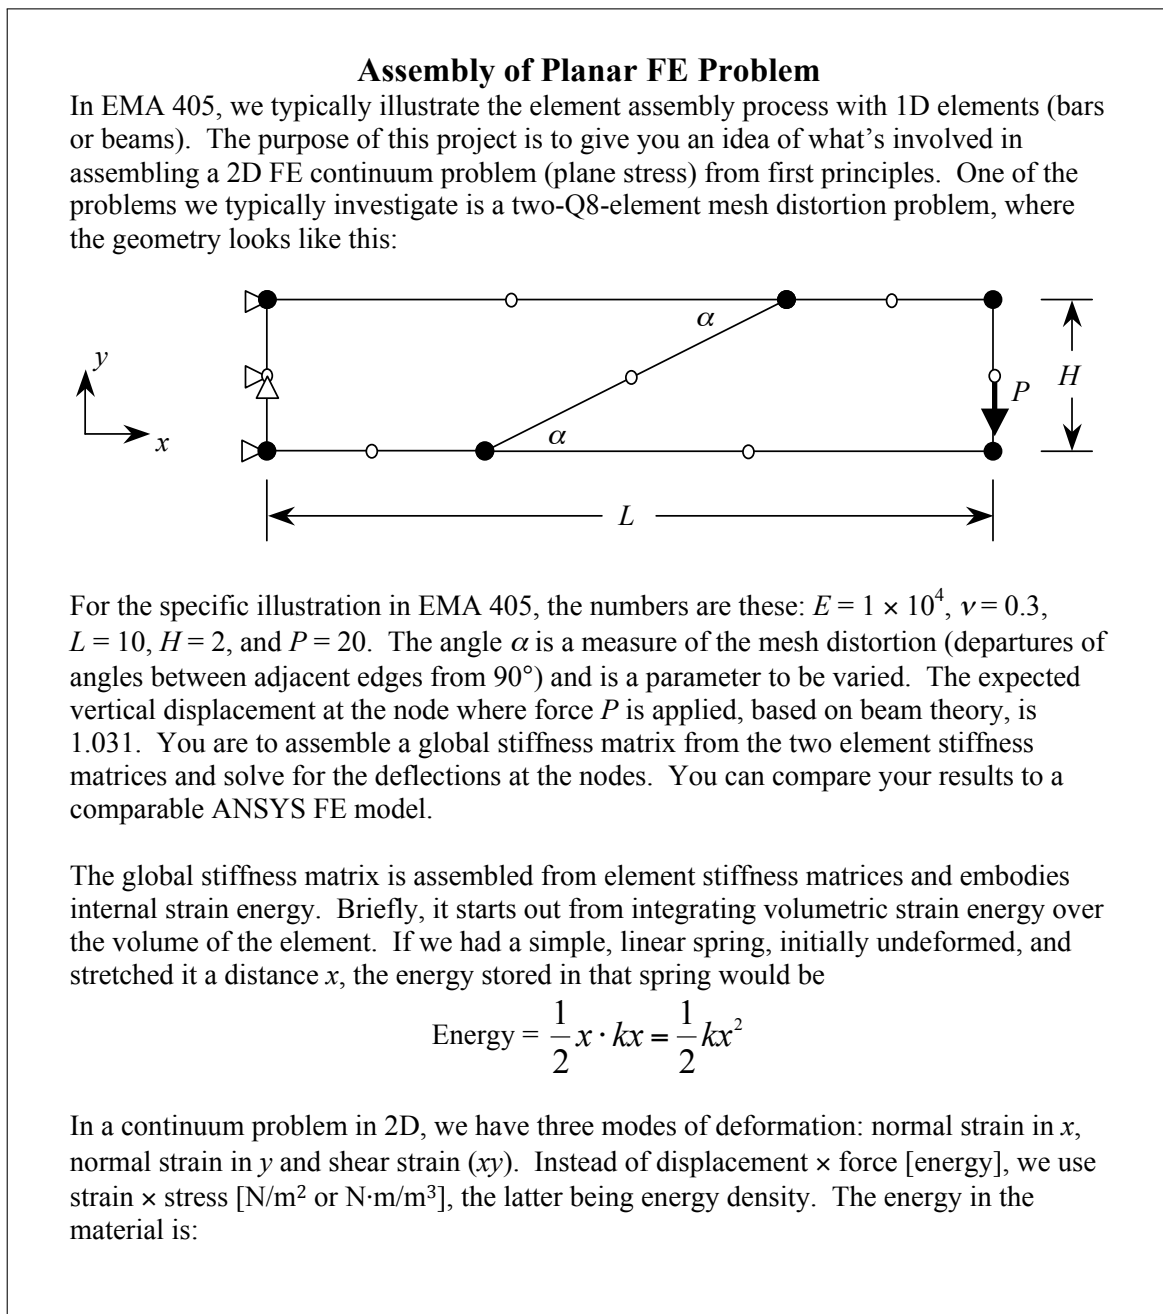 Assembly of Planar FE Problem
In EMA 405, we typically illustrate the element assembly process with 1D elements (bars
or beams).  The purpose of this project is to give you an idea of what’s involved in
assembling a 2D FE continuum problem (plane stress) from first principles.  One of the
problems we typically investigate is a two-Q8-element mesh distortion problem, where
the geometry looks like this:
α
y
P
H
x
α
L
For the specific illustration in EMA 405, the numbers are these: E = 1 × 10⁴, ν = 0.3,
L = 10, H = 2, and P = 20.  The angle α is a measure of the mesh distortion (departures of
angles between adjacent edges from 90°) and is a parameter to be varied.  The expected
vertical displacement at the node where force P is applied, based on beam theory, is
1.031.  You are to assemble a global stiffness matrix from the two element stiffness
matrices and solve for the deflections at the nodes.  You can compare your results to a
comparable ANSYS FE model.
The global stiffness matrix is assembled from element stiffness matrices and embodies
internal strain energy.  Briefly, it starts out from integrating volumetric strain energy over
the volume of the element.  If we had a simple, linear spring, initially undeformed, and
stretched it a distance x, the energy stored in that spring would be
Energy = 1/2 x · kx = 1/2 kx²
In a continuum problem in 2D, we have three modes of deformation: normal strain in x,
normal strain in y and shear strain (xy).  Instead of displacement × force [energy], we use
strain × stress [N/m² or N·m/m³], the latter being energy density.  The energy in the
material is: